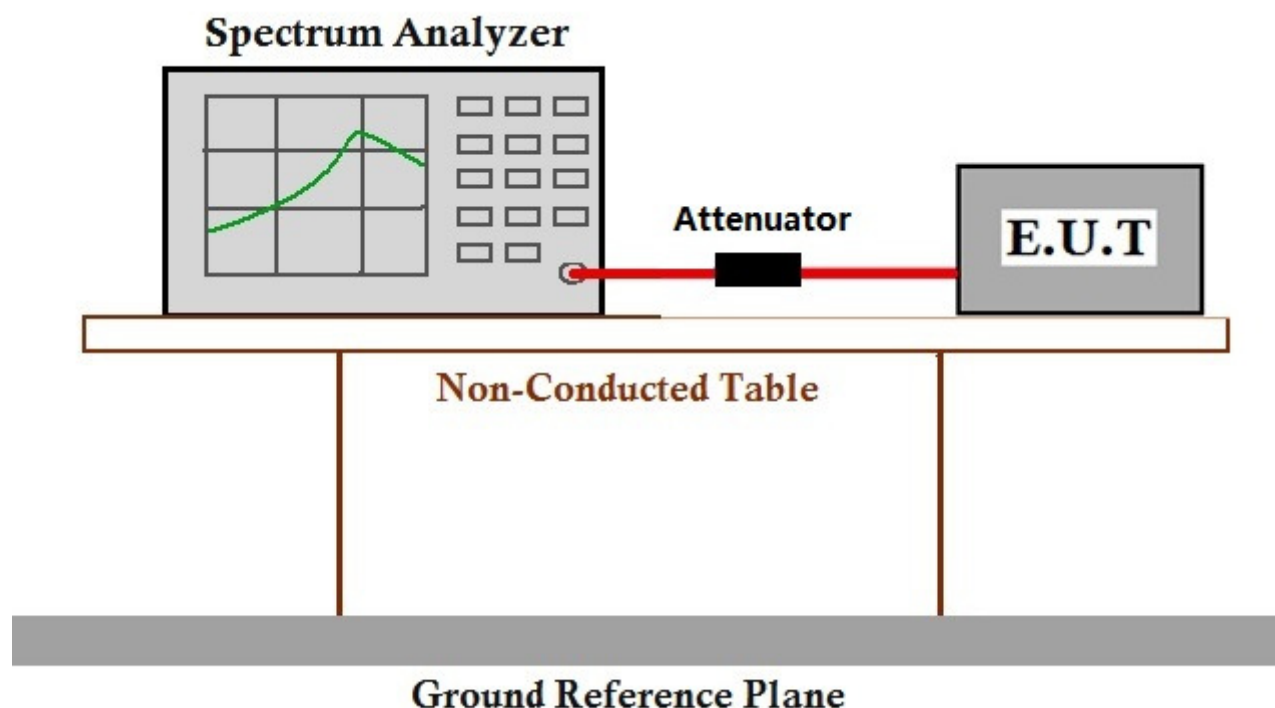 Spectrum Analyzer
Attenuator
E.U.T
Non-Conducted Table
Ground Reference Plane